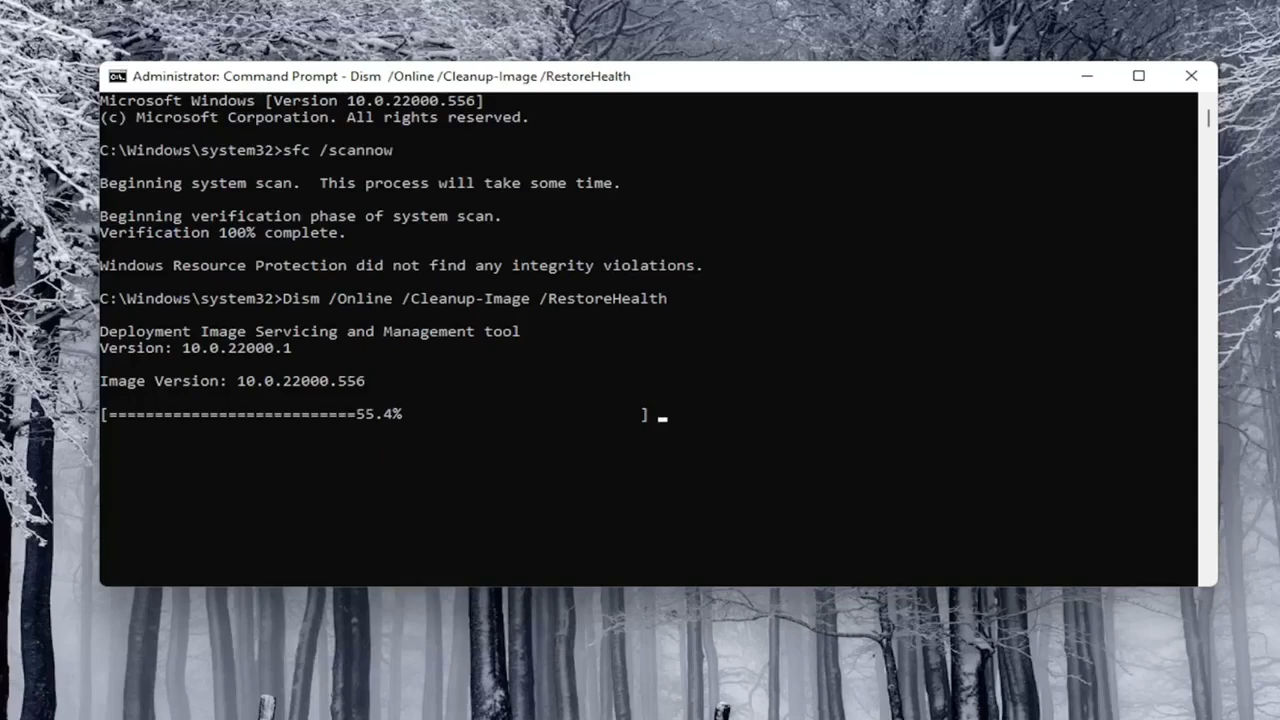 Administrator: Command Prompt - Dism  /Online /Cleanup-Image /RestoreHealth
Microsoft Windows [Version 10.0.22000.556]
(c) Microsoft Corporation. All rights reserved.
C:\Windows\system32>sfc /scannow
Beginning system scan.  This process will take some time.
Beginning verification phase of system scan.
Verification 100% complete.
Windows Resource Protection did not find any integrity violations.
C:\Windows\system32>Dism /Online /Cleanup-Image /RestoreHealth
Deployment Image Servicing and Management tool
Version: 10.0.22000.1
Image Version: 10.0.22000.556
[===========================55.4%                          ]